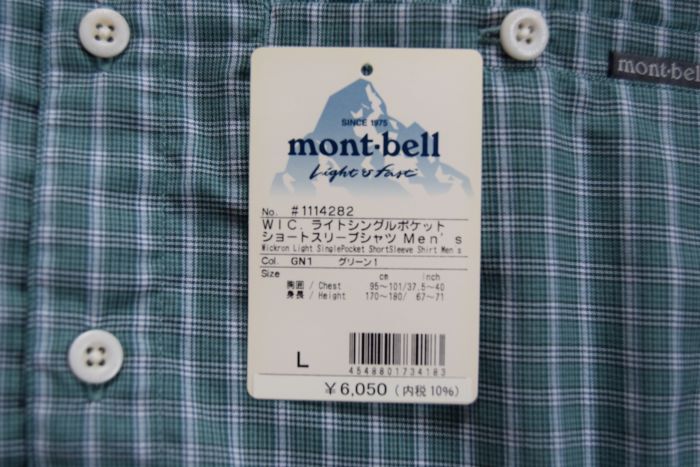 mont-bell
SINCE 1975
mont-bell
Light & Fast
No. #1114282
WIC. ライトシングルポケット
ショートスリーブシャツ Men's
Wickron Light SinglePocket ShortSleeve Shirt Men's
Col. GN1 グリーン1
Size cm inch
胸囲 / Chest 95~101/37.5~40
身長 / Height 170~180/ 67~71
L
4548801734183
￥6,050 (内税10%)